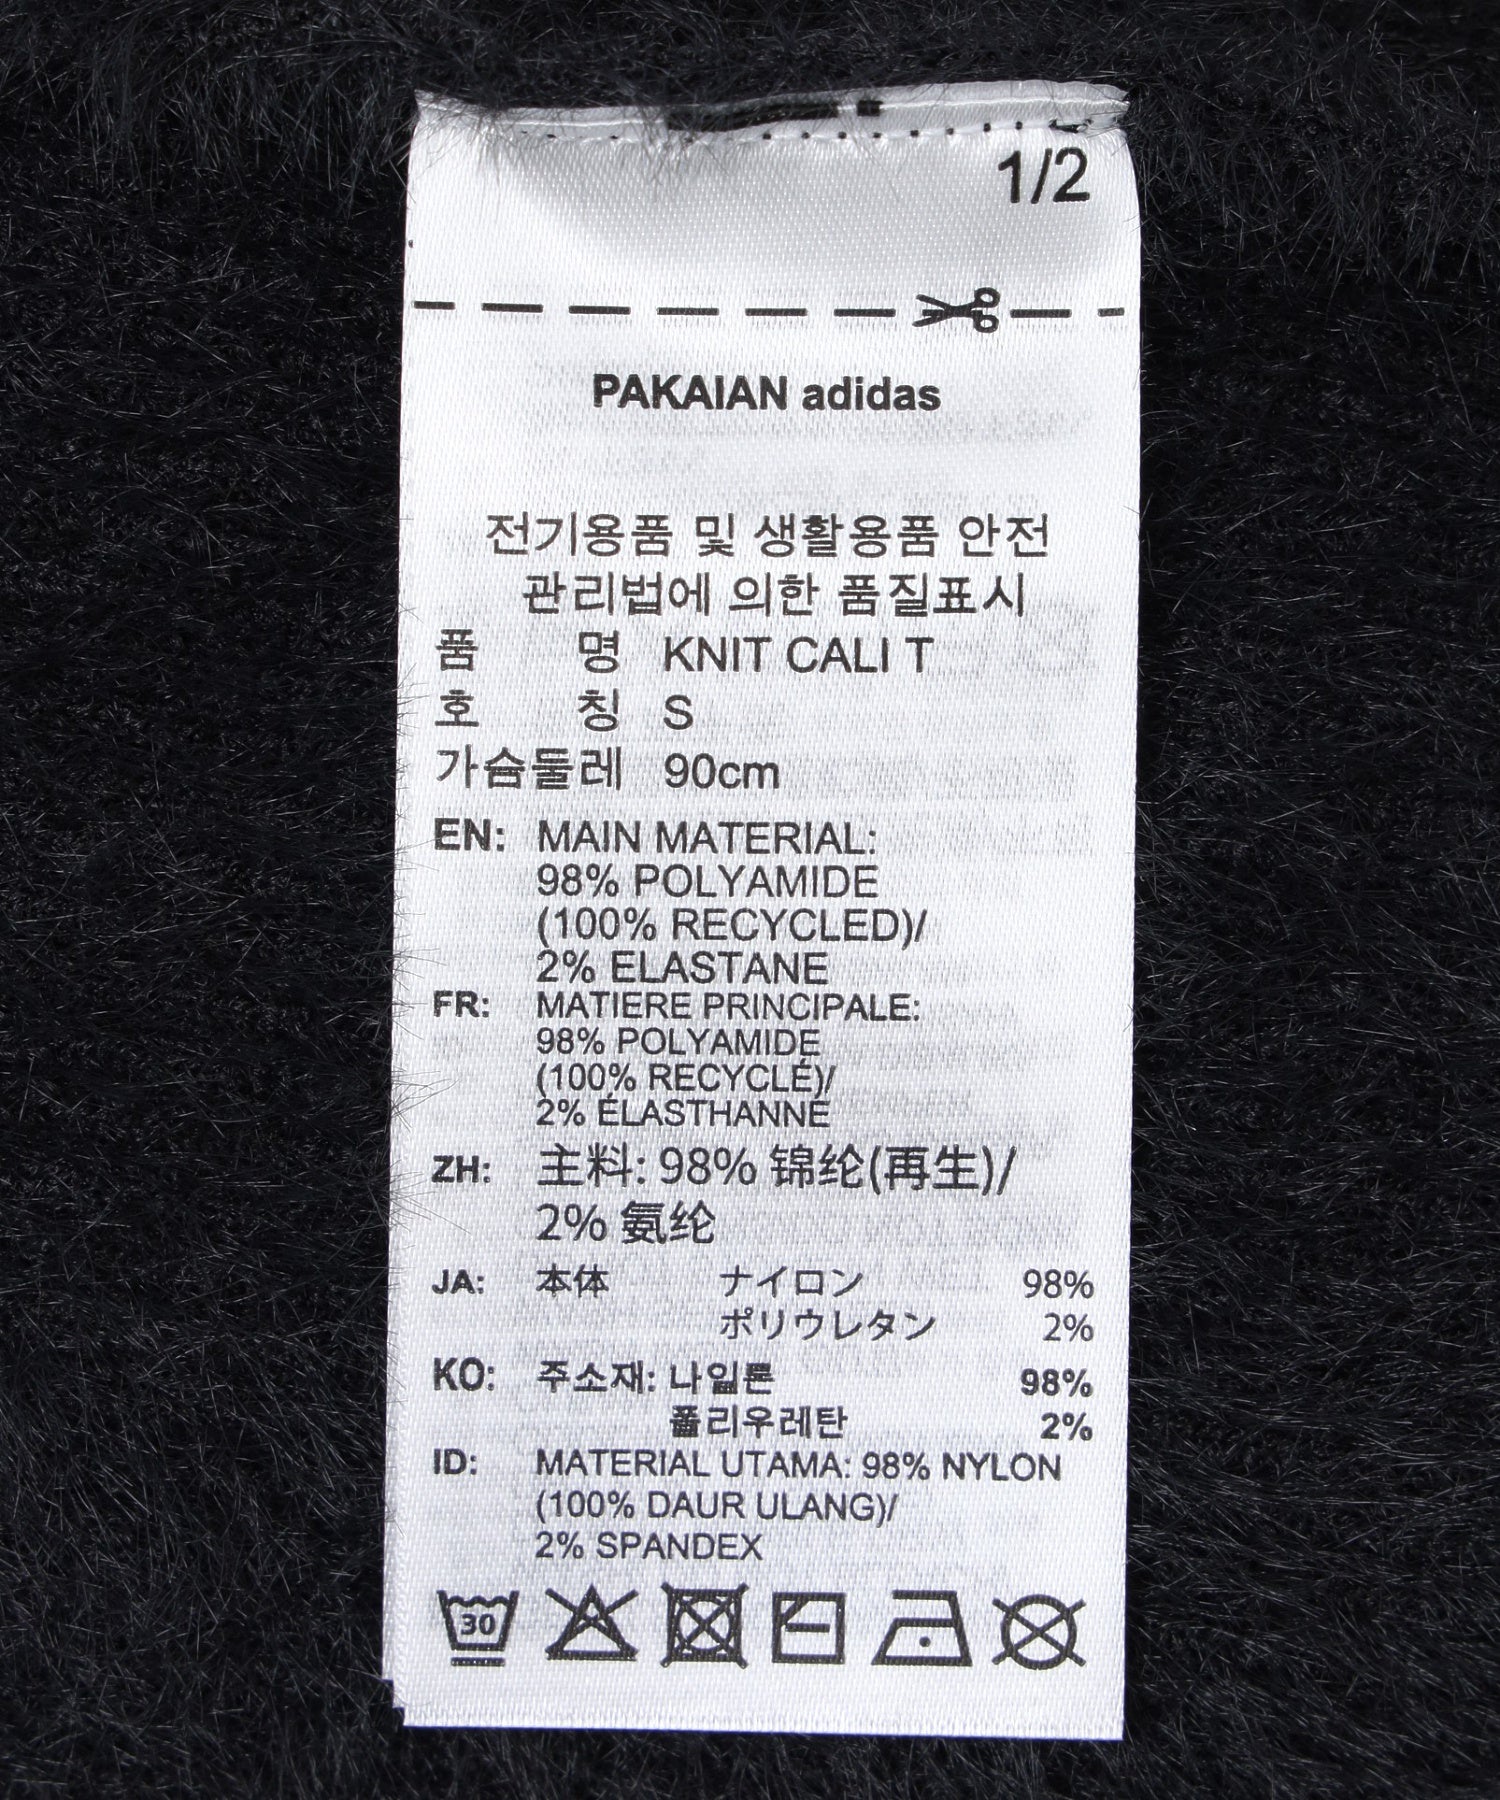 1/2
PAKAIAN adidas
전기용품 및 생활용품 안전
관리법에 의한 품질표시
품 명 KNIT CALI T
호 칭 S
가슴둘레 90cm
EN: MAIN MATERIAL:
98% POLYAMIDE
(100% RECYCLED)/
2% ELASTANE
FR: MATIERE PRINCIPALE:
98% POLYAMIDE
(100% RECYCLÉ)/
2% ÉLASTHANNE
ZH: 主料: 98% 锦纶(再生)/
2% 氨纶
JA: 本体 ナイロン 98%
ポリウレタン 2%
KO: 주소재: 나일론 98%
폴리우레탄 2%
ID: MATERIAL UTAMA: 98% NYLON
(100% DAUR ULANG)/
2% SPANDEX
30